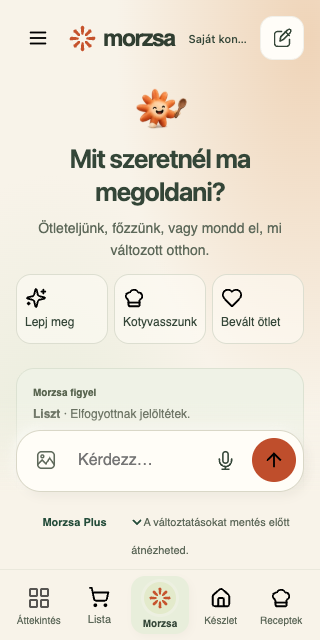 morzsa Saját kon...
Mit szeretnél ma
megoldani?
Ötleteljünk, főzzünk, vagy mondd el, mi
változott otthon.
Lepj meg Kotyvasszunk Bevált ötlet
Morzsa figyel
Liszt · Elfogyottnak jelöltétek.
Kérdezz...
Morzsa Plus A változtatásokat mentés előtt
átnézheted.
Áttekintés Lista Morzsa Készlet Receptek